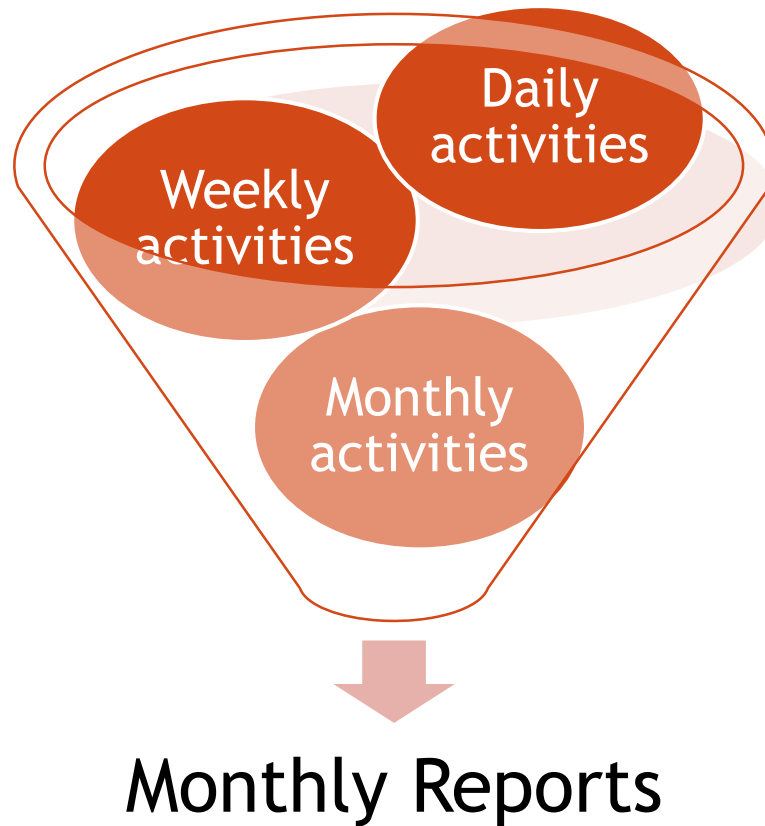 Daily
activities
Weekly
activities
Monthly
activities
Monthly Reports